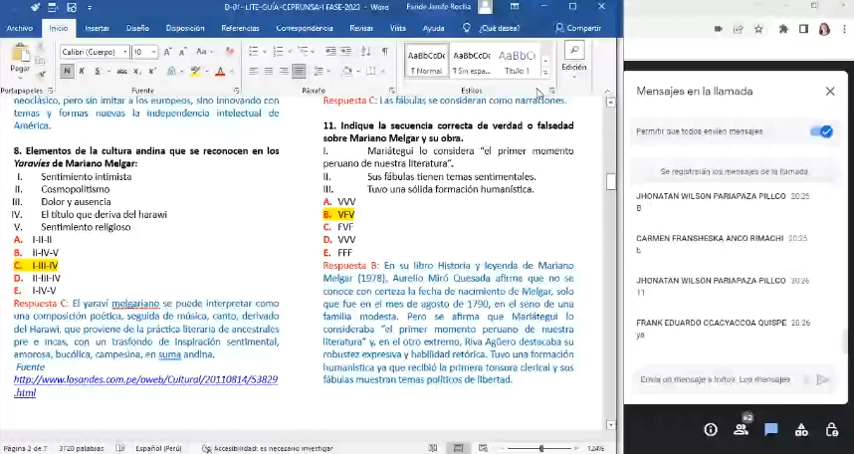 D-01-LITE-GUÍA-CEPRUNSAH FASE-2023 - Word
Archivo Inicio Insertar Diseño Disposición Referencias Correspondencia Revisar Vista ¿Qué desea? Compartir
Calibri (Cuerpo) 10
Pegar
N K S
AaBbCcDc AaBbCcDc AaBbC
¶ Normal ¶ Sin espa... Título 1
Edición
Portapapeles Fuente Párrafo Estilos
neoclásico, pero sin imitar a los europeos, sino innovando con
temas y formas nuevas la independencia intelectual de
América.
8. Elementos de la cultura andina que se reconocen en los
Yaravíes de Mariano Melgar:
I. Sentimiento intimista
II. Cosmopolitismo
III. Dolor y ausencia
IV. El título que deriva del harawi
V. Sentimiento religioso
A. I-II-II
B. II-IV-V
C. I-III-IV
D. II-III-IV
E. I-IV-V
Respuesta C: El yaraví melgariano se puede interpretar como
una composición poética, seguida de música, canto, derivado
del Harawi, que proviene de la práctica literaria de ancestrales
pre e incas, con un trasfondo de inspiración sentimental,
amorosa, bucólica, campesina, en suma andina.
Fuente
http://www.losandes.com.pe/oweb/Cultural/20110814/53829
.html
Respuesta C: Las fábulas se consideran como narraciones.
11. Indique la secuencia correcta de verdad o falsedad
sobre Mariano Melgar y su obra.
I. Mariátegui lo considera "el primer momento
peruano de nuestra literatura".
II. Sus fábulas tienen temas sentimentales.
III. Tuvo una sólida formación humanística.
A. VVV
B. VFV
C. FVF
D. VVV
E. FFF
Respuesta B: En su libro Historia y leyenda de Mariano
Melgar (1978), Aurelio Miró Quesada afirma que no se
conoce con certeza la fecha de nacimiento de Melgar, solo
que fue en el mes de agosto de 1790, en el seno de una
familia modesta. Pero se afirma que Mariátegui lo
consideraba "el primer momento peruano de nuestra
literatura" y, en el otro extremo, Riva Agüero destacaba su
robustez expresiva y habilidad retórica. Tuvo una formación
humanística ya que recibió la primera tonsura clerical y sus
fábulas muestran temas políticos de libertad.
Página 2 de 7 3720 palabras Español (Perú) Accesibilidad: es necesario investigar 124%
Mensajes en la llamada
Permitir que todos envíen mensajes
Se registrarán los mensajes de la llamada
JHONATAN WILSON PARIAPAZA PILLCO 20:25
B
CARMEN FRANSHESKA ANCO RIMACHI 20:25
b
JHONATAN WILSON PARIAPAZA PILLCO 20:26
11
FRANK EDUARDO CCACYACCOA QUISPE 20:26
ya